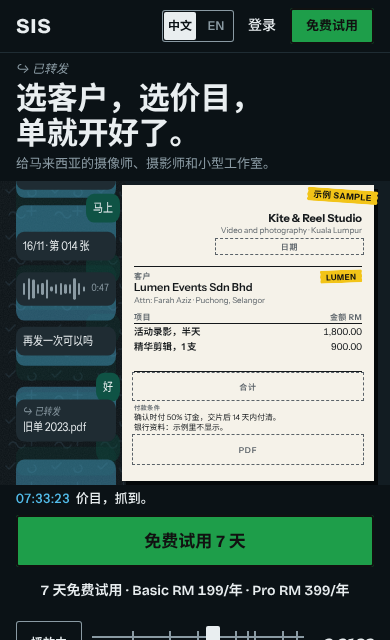 SIS
中文 EN
登录
免费试用
↪ 已转发
选客户，选价目，
单就开好了。
给马来西亚的摄像师、摄影师和小型工作室。
马上
16/11·第 014 张
0:47
再发一次可以吗
好
↪ 已转发
旧单 2023.pdf
示例 SAMPLE
Kite & Reel Studio
Video and photography · Kuala Lumpur
日期
客户
LUMEN
Lumen Events Sdn Bhd
Attn: Farah Aziz · Puchong, Selangor
项目 金额 RM
活动录影，半天 1,800.00
精华剪辑，1 支 900.00
合计
付款条件
确认时付 50% 订金，交片后 14 天内付清。
银行资料：示例里不显示。
PDF
07:33:23 价目，抓到。
免费试用 7 天
7 天免费试用 · Basic RM 199/年 · Pro RM 399/年